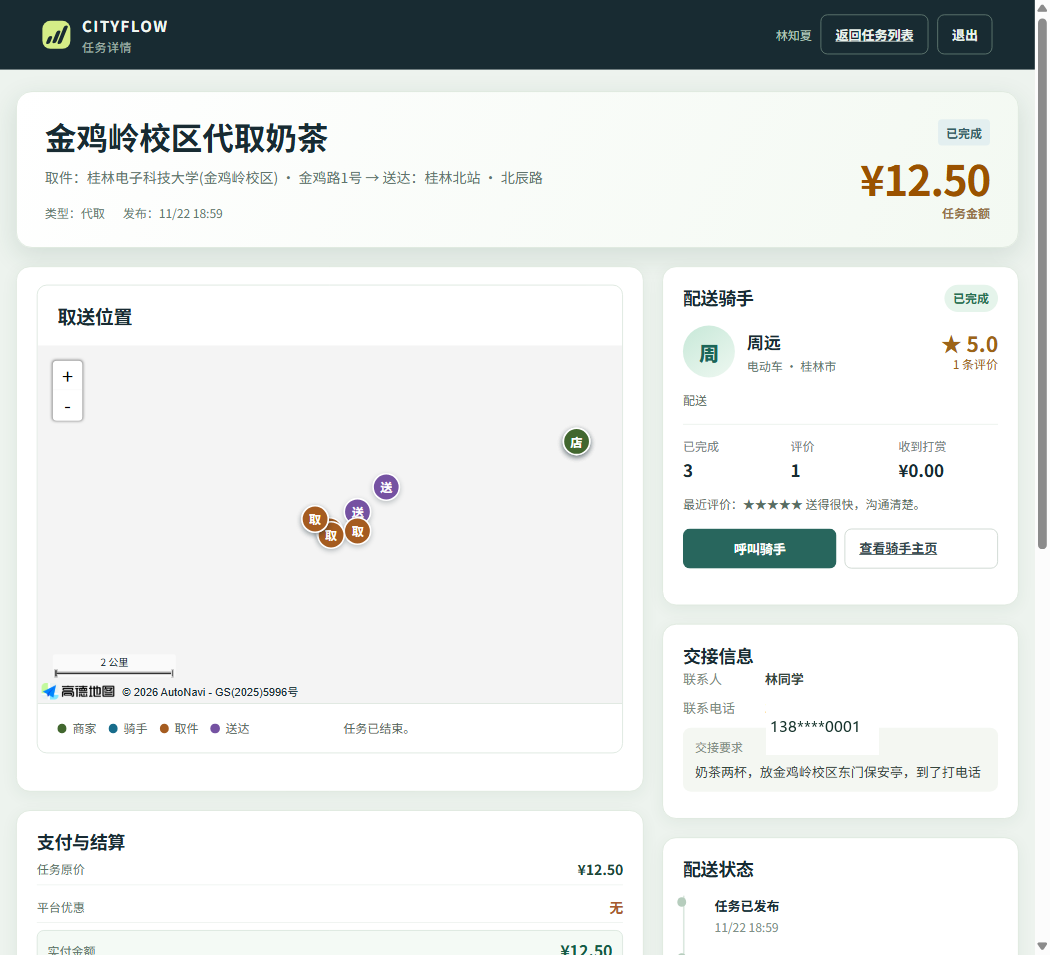 CITYFLOW
任务详情
林知夏
返回任务列表
退出
金鸡岭校区代取奶茶
取件：桂林电子科技大学(金鸡岭校区) · 金鸡路1号 → 送达：桂林北站 · 北辰路
类型：代取 发布：11/22 18:59
已完成
¥12.50
任务金额
取送位置
+
-
店
送
送
取
取
取
2 公里
高德地图 © 2026 AutoNavi - GS(2025)5996号
商家 骑手 取件 送达 任务已结束。
支付与结算
任务原价 ¥12.50
平台优惠 无
实付金额 ¥12.50
配送骑手
已完成
周
周远
电动车 · 桂林市
★ 5.0
1 条评价
配送
已完成 评价 收到打赏
3 1 ¥0.00
最近评价：★★★★★ 送得很快，沟通清楚。
呼叫骑手
查看骑手主页
交接信息
联系人 林同学
联系电话 138****0001
交接要求
奶茶两杯，放金鸡岭校区东门保安亭，到了打电话
配送状态
任务已发布
11/22 18:59